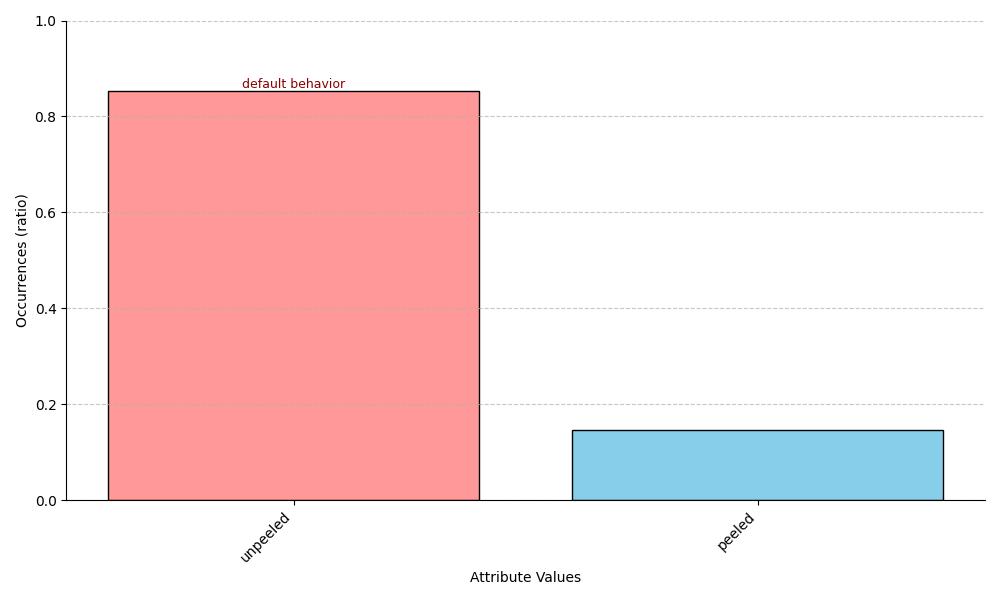 1.0
default behavior
0.8
0.6
0.4
0.2
0.0
Occurrences (ratio)
unpeeled
peeled
Attribute Values